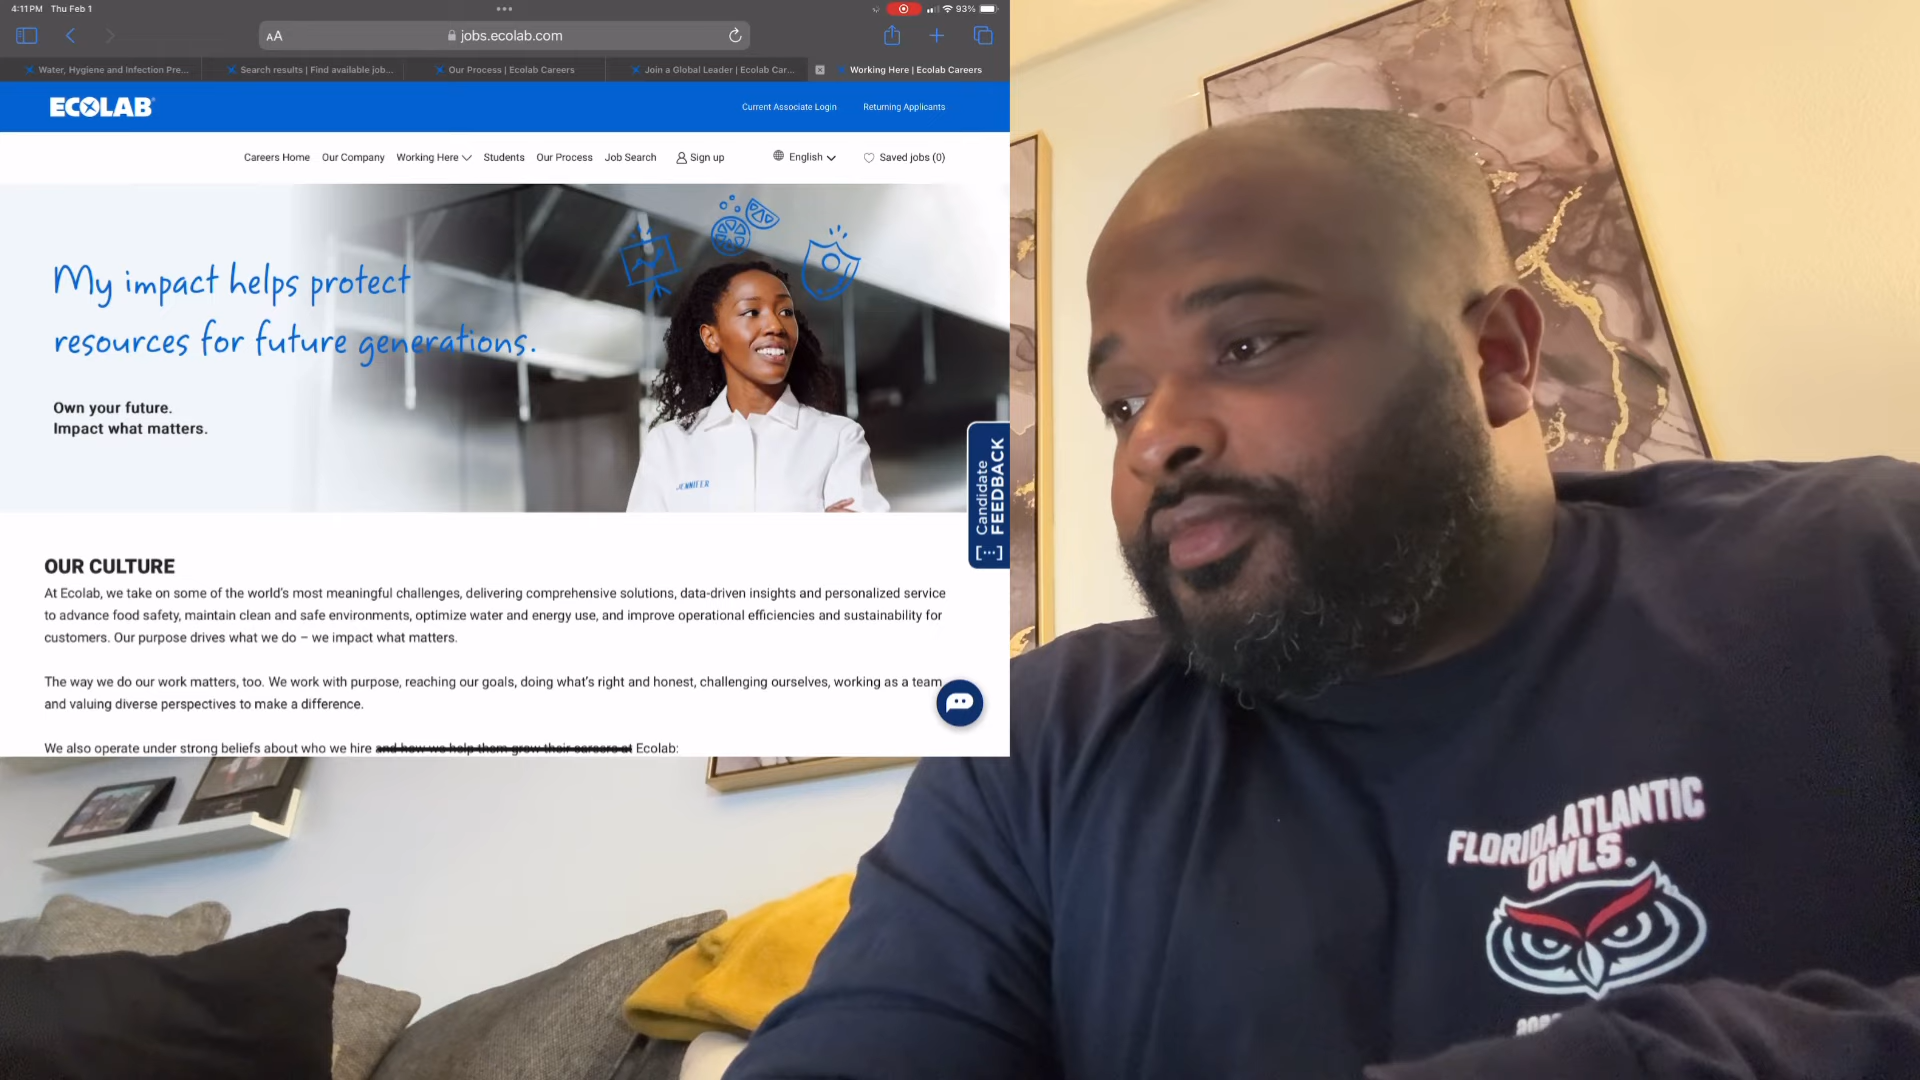 4:11PM Thu Feb 1
93%
AA
jobs.ecolab.com
Water, Hygiene and Infection Pre...
Search results | Find available job...
Our Process | Ecolab Careers
Join a Global Leader | Ecolab Car...
Working Here | Ecolab Careers
ECOLAB
Current Associate Login
Returning Applicants
Careers Home
Our Company
Working Here
Students
Our Process
Job Search
Sign up
English
Saved jobs (0)
My impact helps protect
resources for future generations.
Own your future.
Impact what matters.
JENNIFER
Candidate
FEEDBACK
OUR CULTURE
At Ecolab, we take on some of the world's most meaningful challenges, delivering comprehensive solutions, data-driven insights and personalized service
to advance food safety, maintain clean and safe environments, optimize water and energy use, and improve operational efficiencies and sustainability for
customers. Our purpose drives what we do – we impact what matters.
The way we do our work matters, too. We work with purpose, reaching our goals, doing what's right and honest, challenging ourselves, working as a team
and valuing diverse perspectives to make a difference.
We also operate under strong beliefs about who we hire and how we help them grow their careers at Ecolab:
FLORIDA ATLANTIC
OWLS